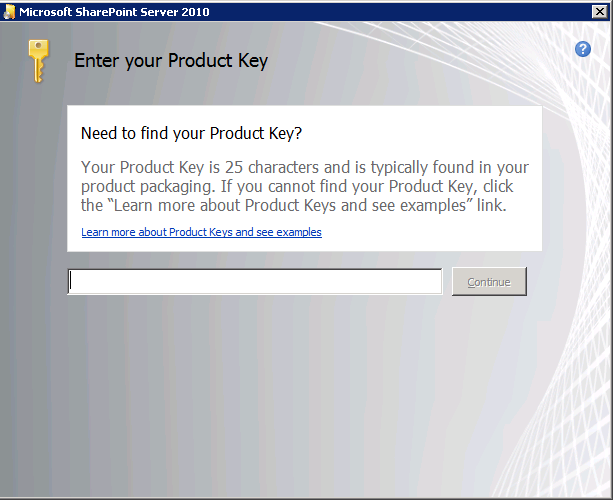 Microsoft SharePoint Server 2010
Enter your Product Key
?
Need to find your Product Key?
Your Product Key is 25 characters and is typically found in your
product packaging. If you cannot find your Product Key, click
the “Learn more about Product Keys and see examples” link.
Learn more about Product Keys and see examples
Continue